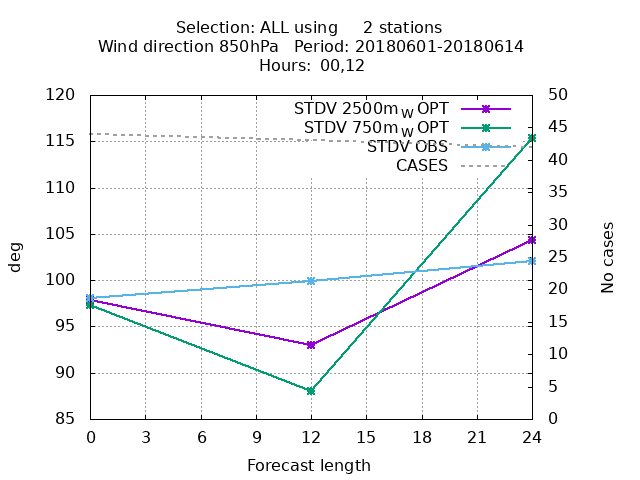 Selection: ALL using     2 stations
Wind direction 850hPa   Period: 20180601-20180614
Hours: 00,12
120
115
110
105
100
95
90
85
50
45
40
35
30
25
20
15
10
5
0
STDV 2500m_W OPT
STDV 750m_W OPT
STDV OBS
CASES
deg
No cases
0 3 6 9 12 15 18 21 24
Forecast length